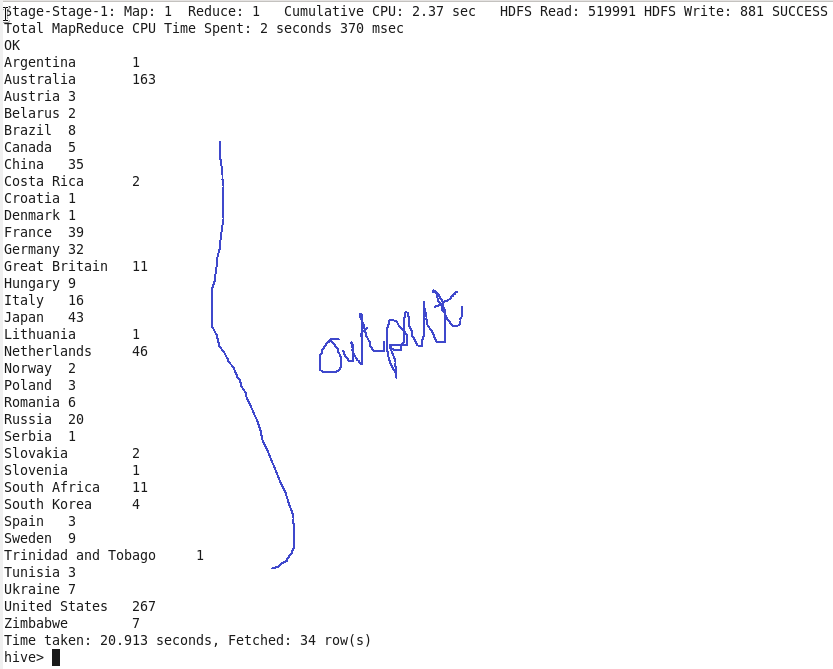 Stage-Stage-1: Map: 1  Reduce: 1   Cumulative CPU: 2.37 sec   HDFS Read: 519991 HDFS Write: 881 SUCCESS
Total MapReduce CPU Time Spent: 2 seconds 370 msec
OK
Argentina	1
Australia	163
Austria	3
Belarus	2
Brazil	8
Canada	5
China	35
Costa Rica	2
Croatia	1
Denmark	1
France	39
Germany	32
Great Britain	11
Hungary	9
Italy	16
Japan	43
Lithuania	1
Netherlands	46
Norway	2
Poland	3
Romania	6
Russia	20
Serbia	1
Slovakia	2
Slovenia	1
South Africa	11
South Korea	4
Spain	3
Sweden	9
Trinidad and Tobago	1
Tunisia	3
Ukraine	7
United States	267
Zimbabwe	7
Time taken: 20.913 seconds, Fetched: 34 row(s)
hive>
output